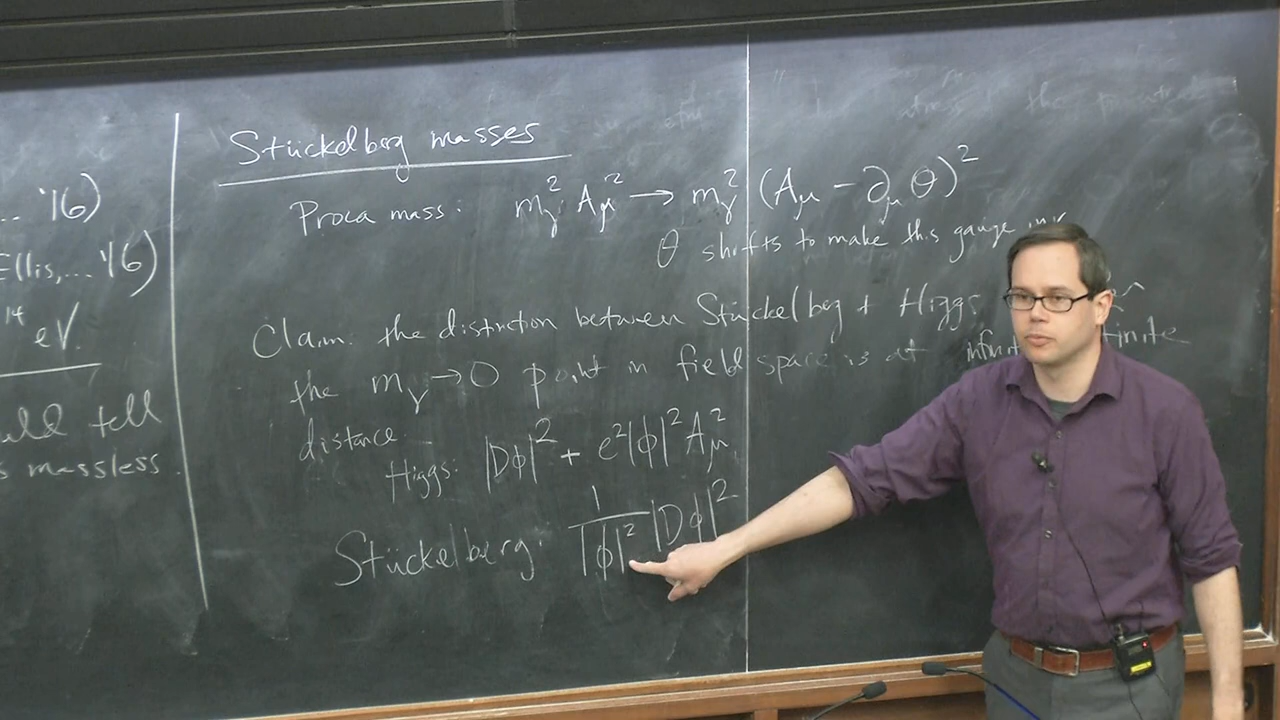 ... '16)
Ellis, ... '16)
14
eV.
tell
massless
Stückelberg masses
Proca mass: m_γ² A_μ² → m_γ² (A_μ - ∂_μ θ)²
θ shifts to make this gauge inv
Claim: the distinction between Stückelberg + Higgs
the m_γ → 0 point in field space is at
distance.
Higgs: |Dφ|² + e²|φ|² A_μ²
Stückelberg: 1/|φ|² |Dφ|²